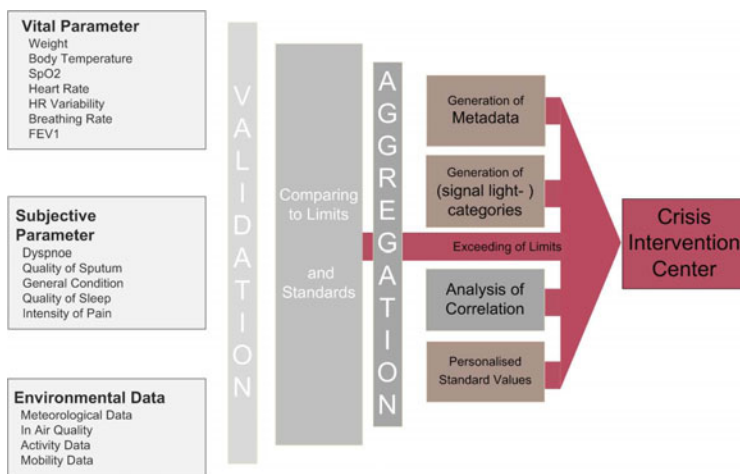 Vital Parameter
Weight
Body Temperature
SpO2
Heart Rate
HR Variability
Breathing Rate
FEV1
Subjective
Parameter
Dyspnoe
Quality of Sputum
General Condition
Quality of Sleep
Intensity of Pain
Environmental Data
Meteorological Data
In Air Quality
Activity Data
Mobility Data
VALIDATION
Comparing
to Limits
and
Standards
AGGREGATION
Generation of
Metadata
Generation of
(signal light- )
categories
Exceeding of Limits
Analysis of
Correlation
Personalised
Standard Values
Crisis
Intervention
Center